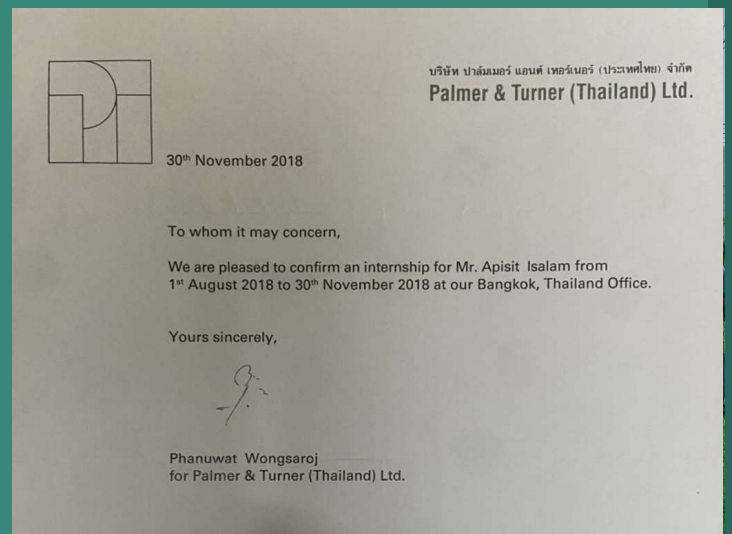 บริษัท ปาล์มเมอร์ แอนด์ เทอร์เนอร์ (ประเทศไทย) จำกัด
Palmer & Turner (Thailand) Ltd.
30th November 2018
To whom it may concern,
We are pleased to confirm an internship for Mr. Apisit Isalam from
1st August 2018 to 30th November 2018 at our Bangkok, Thailand Office.
Yours sincerely,
Phanuwat Wongsaroj
for Palmer & Turner (Thailand) Ltd.